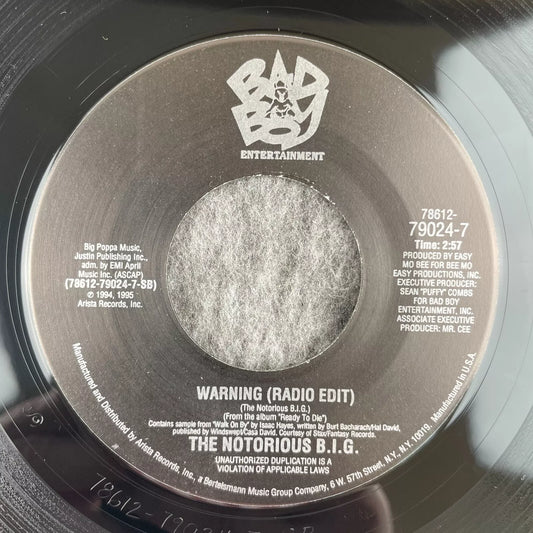 BAD
BOY
ENTERTAINMENT
78612-
79024-7
Time: 2:57
PRODUCED BY EASY
MO BEE FOR BEE MO
EASY PRODUCTIONS, INC.
EXECUTIVE PRODUCER:
SEAN "PUFFY" COMBS
FOR BAD BOY
ENTERTAINMENT, INC.
ASSOCIATE EXECUTIVE
PRODUCER: MR. CEE
Big Poppa Music,
Justin Publishing Inc.,
adm. by EMI April
Music Inc. (ASCAP)
(78612-79024-7-SB)
℗ 1994, 1995
Arista Records, Inc.
WARNING (RADIO EDIT)
(The Notorious B.I.G.)
(From the album "Ready To Die")
Contains sample from "Walk On By" by Isaac Hayes, written by Burt Bacharach/Hal David,
published by Windswept/Casa David. Courtesy of Stax/Fantasy Records.
THE NOTORIOUS B.I.G.
UNAUTHORIZED DUPLICATION IS A
VIOLATION OF APPLICABLE LAWS
Manufactured and Distributed by Arista Records, Inc., a Bertelsmann Music Group Company, 6 W. 57th Street, N.Y., N.Y. 10019. Made in U.S.A.